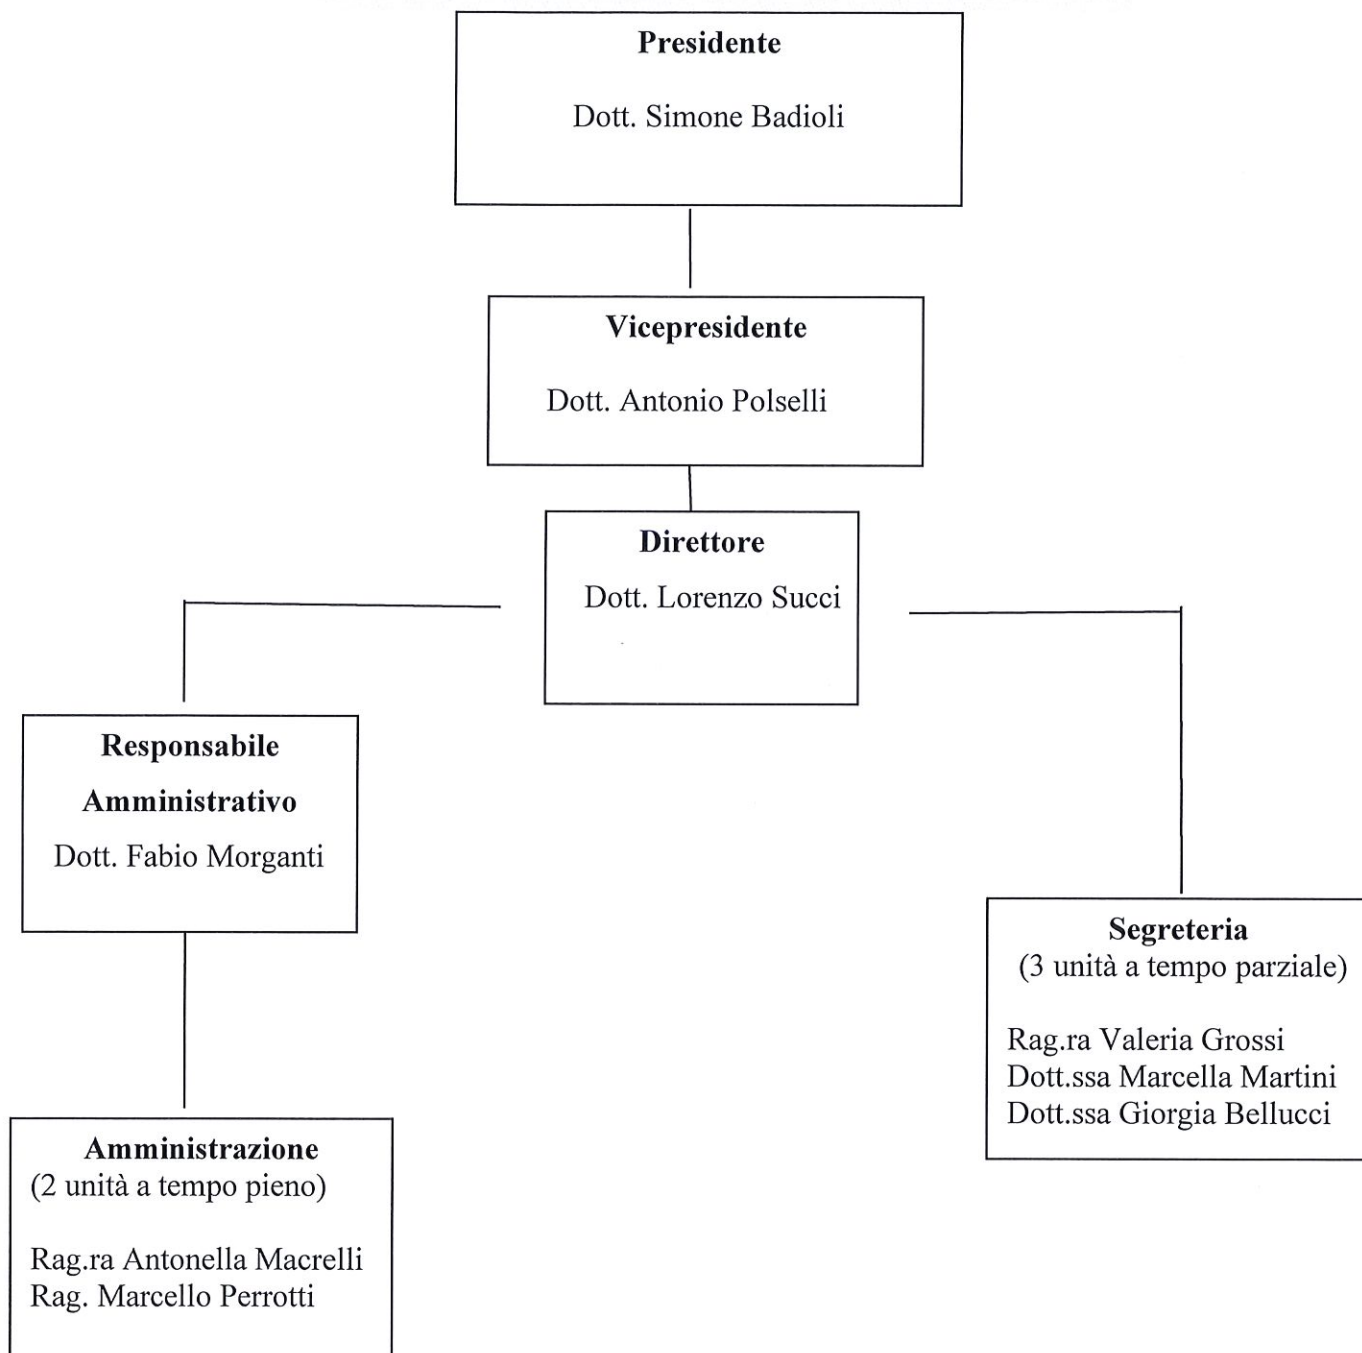 Presidente
Dott. Simone Badioli
Vicepresidente
Dott. Antonio Polselli
Direttore
Dott. Lorenzo Succi
Responsabile
Amministrativo
Dott. Fabio Morganti
Segreteria
(3 unità a tempo parziale)
Rag.ra Valeria Grossi
Dott.ssa Marcella Martini
Dott.ssa Giorgia Bellucci
Amministrazione
(2 unità a tempo pieno)
Rag.ra Antonella Macrelli
Rag. Marcello Perrotti